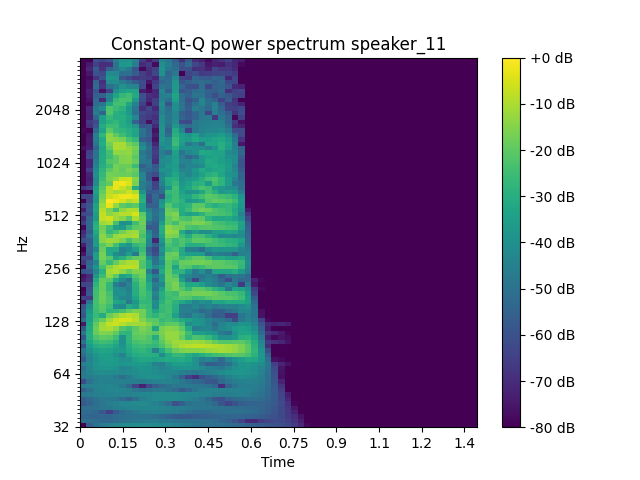 Constant-Q power spectrum speaker_11
Hz
2048
1024
512
256
128
64
32
0 0.15 0.3 0.45 0.6 0.75 0.9 1.1 1.2 1.4
Time
+0 dB
-10 dB
-20 dB
-30 dB
-40 dB
-50 dB
-60 dB
-70 dB
-80 dB